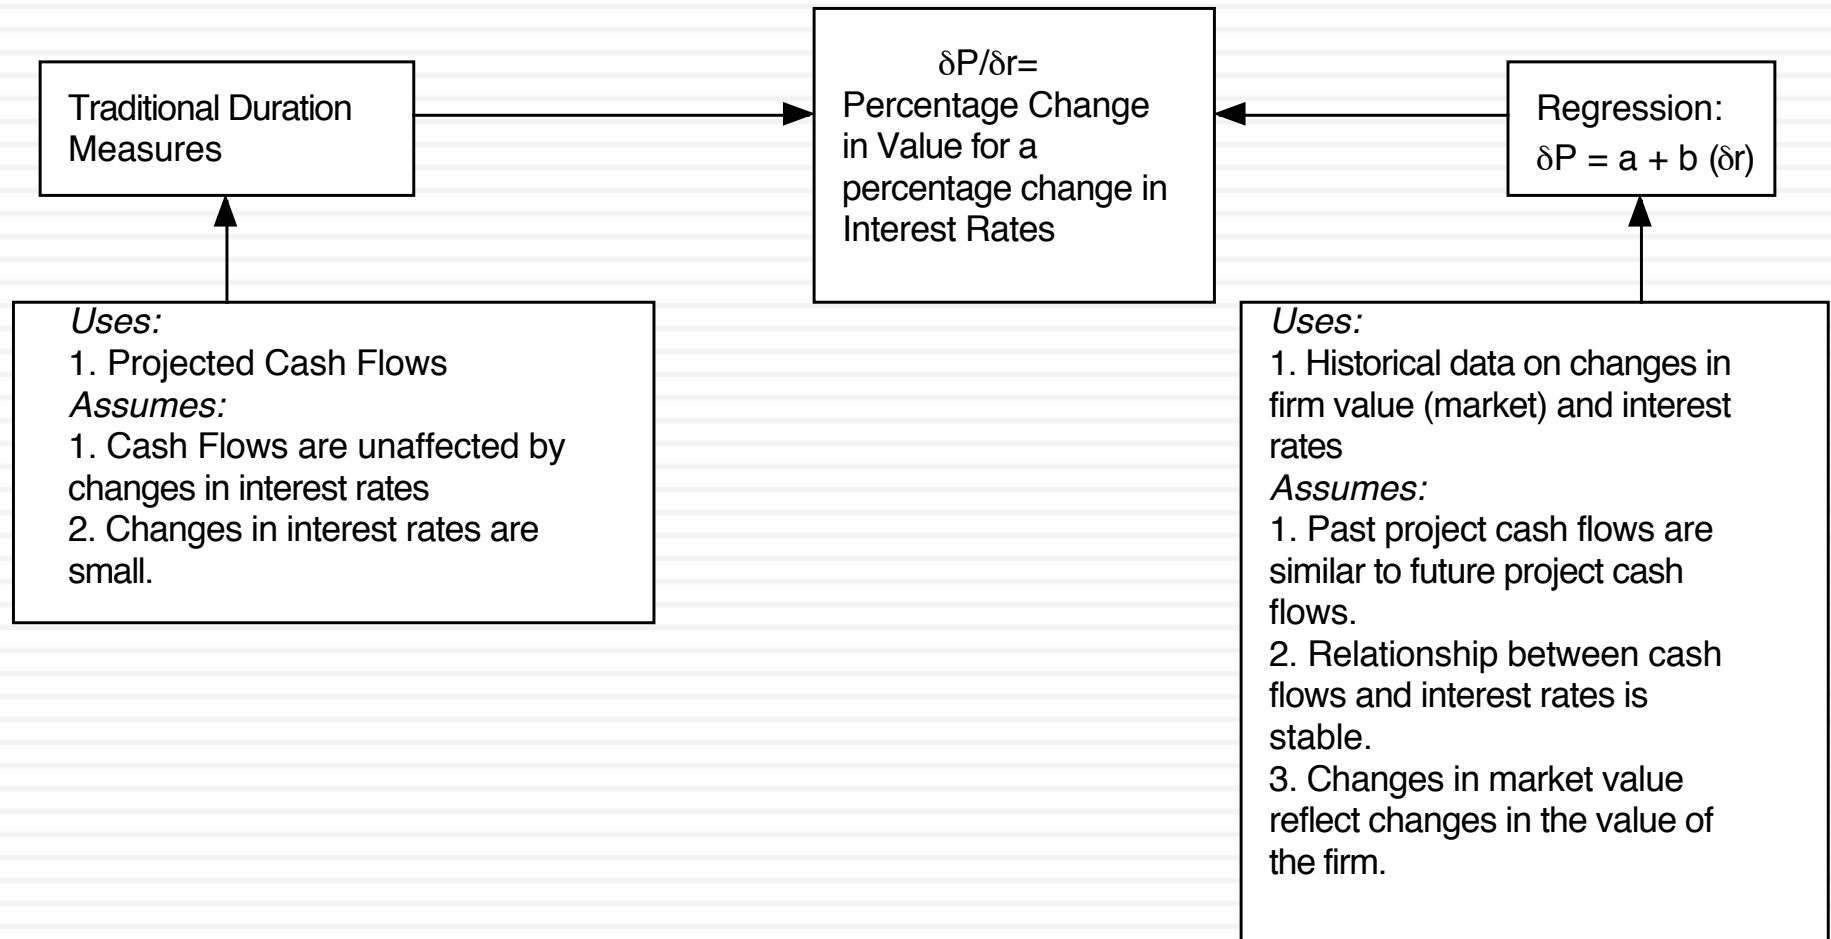 Traditional Duration
Measures
δP/δr=
Percentage Change
in Value for a
percentage change in
Interest Rates
Regression:
δP = a + b (δr)
Uses:
1. Projected Cash Flows
Assumes:
1. Cash Flows are unaffected by
changes in interest rates
2. Changes in interest rates are
small.
Uses:
1. Historical data on changes in
firm value (market) and interest
rates
Assumes:
1. Past project cash flows are
similar to future project cash
flows.
2. Relationship between cash
flows and interest rates is
stable.
3. Changes in market value
reflect changes in the value of
the firm.